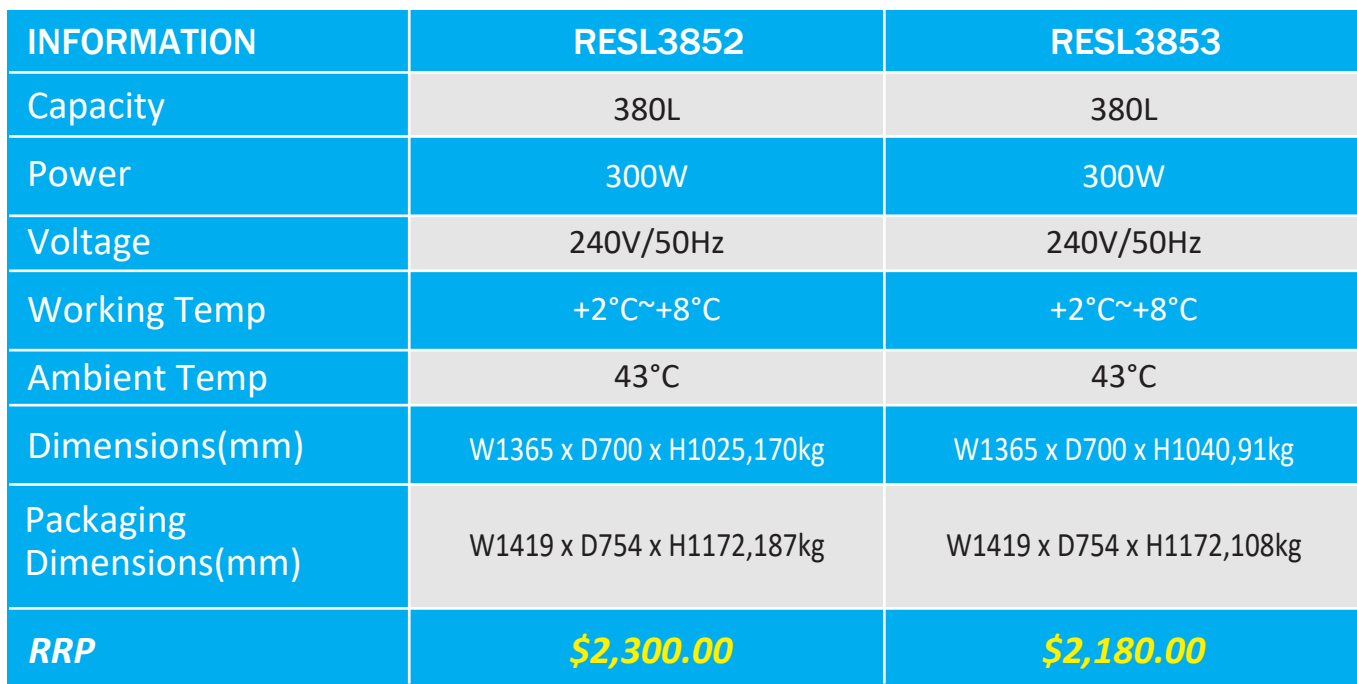 INFORMATION RESL3852 RESL3853
Capacity 380L 380L
Power 300W 300W
Voltage 240V/50Hz 240V/50Hz
Working Temp +2°C~+8°C +2°C~+8°C
Ambient Temp 43°C 43°C
Dimensions(mm) W1365 x D700 x H1025,170kg W1365 x D700 x H1040,91kg
Packaging
Dimensions(mm) W1419 x D754 x H1172,187kg W1419 x D754 x H1172,108kg
RRP $2,300.00 $2,180.00